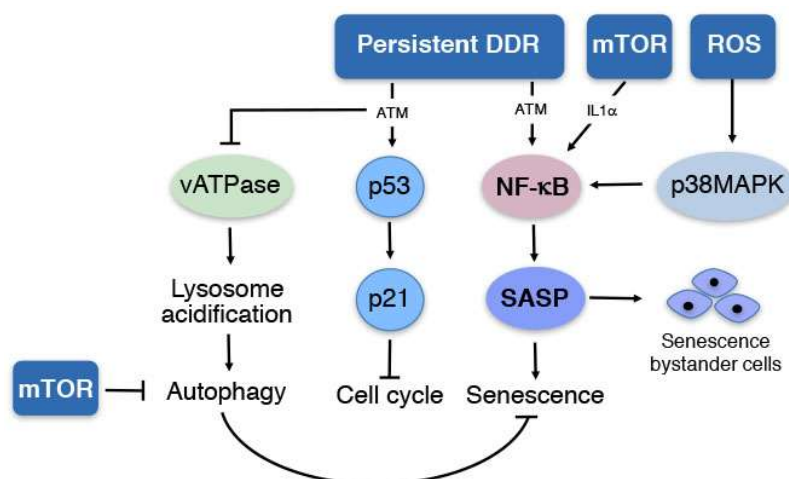 Persistent DDR
mTOR
ROS
ATM
ATM
IL1α
vATPase
p53
NF-κB
p38MAPK
Lysosome
acidification
p21
SASP
Senescence
bystander cells
mTOR
Autophagy
Cell cycle
Senescence